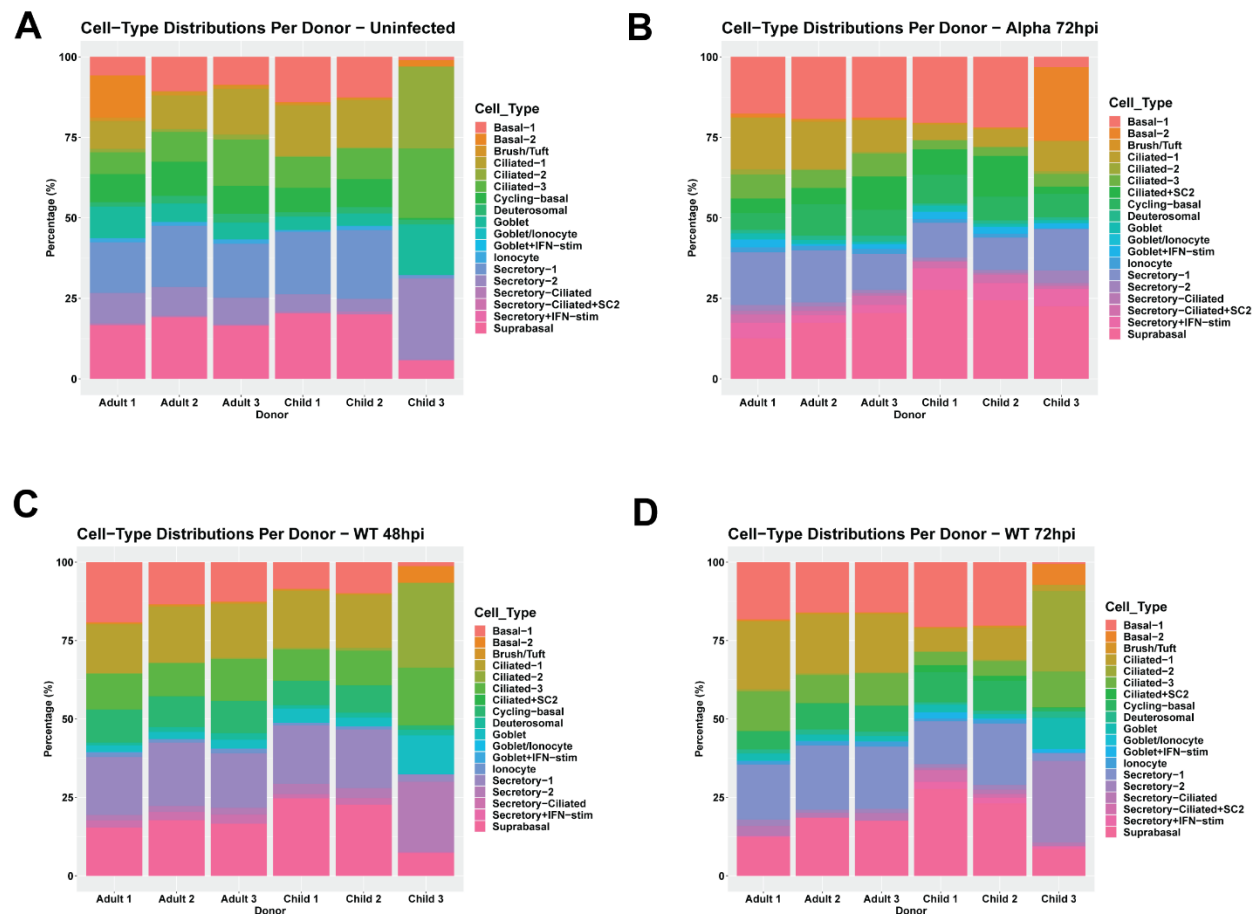 A
Cell-Type Distributions Per Donor - Uninfected
Percentage (%)
100
75
50
25
0
Adult 1 Adult 2 Adult 3 Child 1 Child 2 Child 3
Donor
Cell_Type
Basal-1
Basal-2
Brush/Tuft
Ciliated-1
Ciliated-2
Ciliated-3
Cycling-basal
Deuterosomal
Goblet
Goblet/Ionocyte
Goblet+IFN-stim
Ionocyte
Secretory-1
Secretory-2
Secretory-Ciliated
Secretory-Ciliated+SC2
Secretory+IFN-stim
Suprabasal
B
Cell-Type Distributions Per Donor - Alpha 72hpi
Percentage (%)
100
75
50
25
0
Adult 1 Adult 2 Adult 3 Child 1 Child 2 Child 3
Donor
Cell_Type
Basal-1
Basal-2
Brush/Tuft
Ciliated-1
Ciliated-2
Ciliated-3
Ciliated+SC2
Cycling-basal
Deuterosomal
Goblet
Goblet/Ionocyte
Goblet+IFN-stim
Ionocyte
Secretory-1
Secretory-2
Secretory-Ciliated
Secretory-Ciliated+SC2
Secretory+IFN-stim
Suprabasal
C
Cell-Type Distributions Per Donor - WT 48hpi
Percentage (%)
100
75
50
25
0
Adult 1 Adult 2 Adult 3 Child 1 Child 2 Child 3
Donor
Cell_Type
Basal-1
Basal-2
Brush/Tuft
Ciliated-1
Ciliated-2
Ciliated-3
Ciliated+SC2
Cycling-basal
Deuterosomal
Goblet
Goblet/Ionocyte
Goblet+IFN-stim
Ionocyte
Secretory-1
Secretory-2
Secretory-Ciliated
Secretory+IFN-stim
Suprabasal
D
Cell-Type Distributions Per Donor - WT 72hpi
Percentage (%)
100
75
50
25
0
Adult 1 Adult 2 Adult 3 Child 1 Child 2 Child 3
Donor
Cell_Type
Basal-1
Basal-2
Brush/Tuft
Ciliated-1
Ciliated-2
Ciliated-3
Ciliated+SC2
Cycling-basal
Deuterosomal
Goblet
Goblet/Ionocyte
Goblet+IFN-stim
Ionocyte
Secretory-1
Secretory-2
Secretory-Ciliated
Secretory-Ciliated+SC2
Secretory+IFN-stim
Suprabasal